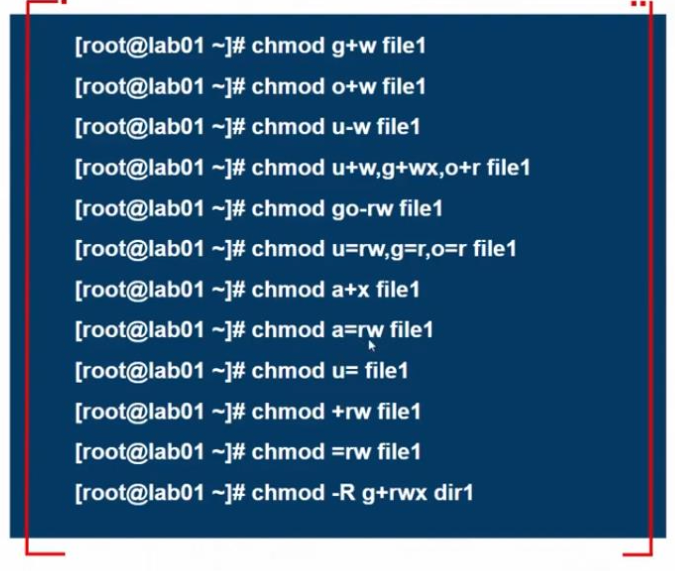 [root@lab01 ~]# chmod g+w file1
[root@lab01 ~]# chmod o+w file1
[root@lab01 ~]# chmod u-w file1
[root@lab01 ~]# chmod u+w,g+wx,o+r file1
[root@lab01 ~]# chmod go-rw file1
[root@lab01 ~]# chmod u=rw,g=r,o=r file1
[root@lab01 ~]# chmod a+x file1
[root@lab01 ~]# chmod a=rw file1
[root@lab01 ~]# chmod u= file1
[root@lab01 ~]# chmod +rw file1
[root@lab01 ~]# chmod =rw file1
[root@lab01 ~]# chmod -R g+rwx dir1